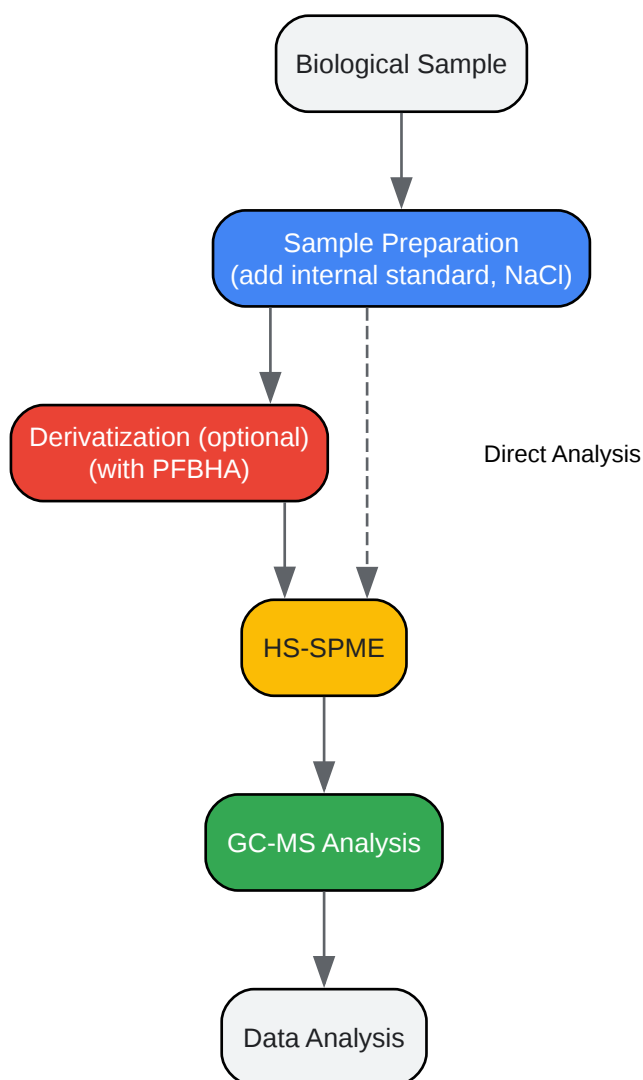 Biological Sample
Sample Preparation
(add internal standard, NaCl)
Derivatization (optional)
(with PFBHA)
Direct Analysis
HS-SPME
GC-MS Analysis
Data Analysis